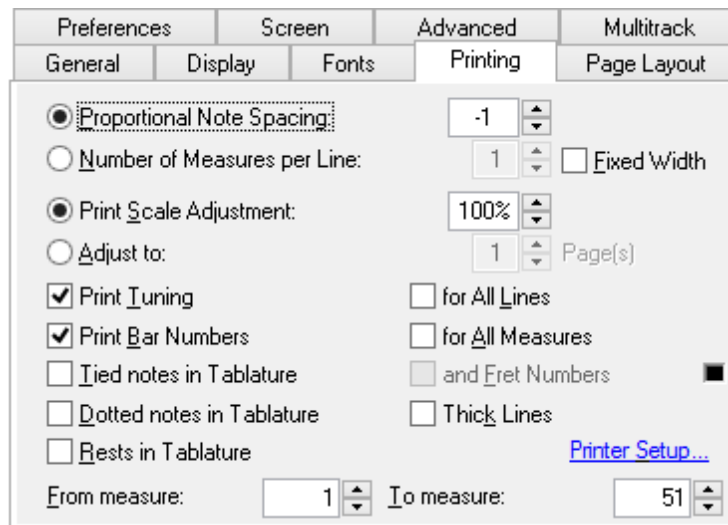 Preferences Screen Advanced Multitrack
General Display Fonts Printing Page Layout
Proportional Note Spacing: -1
Number of Measures per Line: 1 Fixed Width
Print Scale Adjustment: 100%
Adjust to: 1 Page(s)
Print Tuning for All Lines
Print Bar Numbers for All Measures
Tied notes in Tablature and Fret Numbers
Dotted notes in Tablature Thick Lines
Rests in Tablature Printer Setup...
From measure: 1 To measure: 51